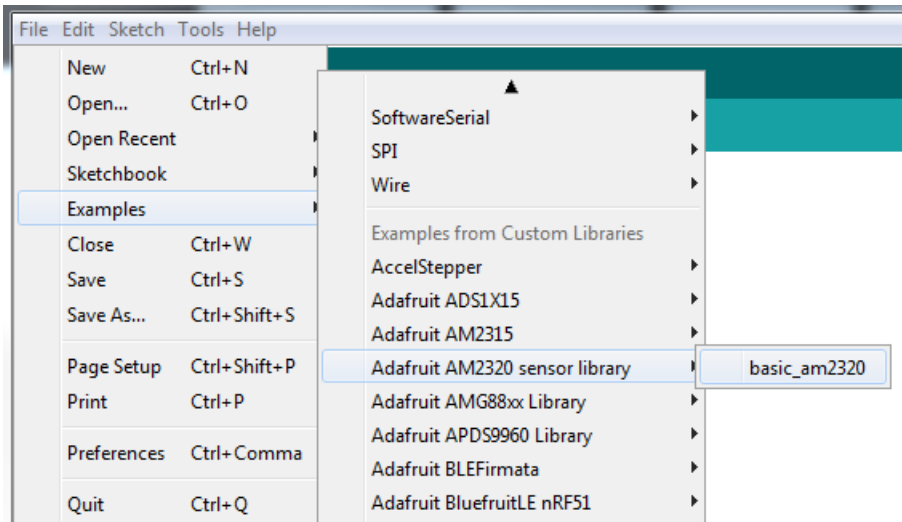 File Edit Sketch Tools Help
New Ctrl+N
Open... Ctrl+O
Open Recent
Sketchbook
Examples
Close Ctrl+W
Save Ctrl+S
Save As... Ctrl+Shift+S
Page Setup Ctrl+Shift+P
Print Ctrl+P
Preferences Ctrl+Comma
Quit Ctrl+Q
SoftwareSerial
SPI
Wire
Examples from Custom Libraries
AccelStepper
Adafruit ADS1X15
Adafruit AM2315
Adafruit AM2320 sensor library
Adafruit AMG88xx Library
Adafruit APDS9960 Library
Adafruit BLEFirmata
Adafruit BluefruitLE nRF51
basic_am2320